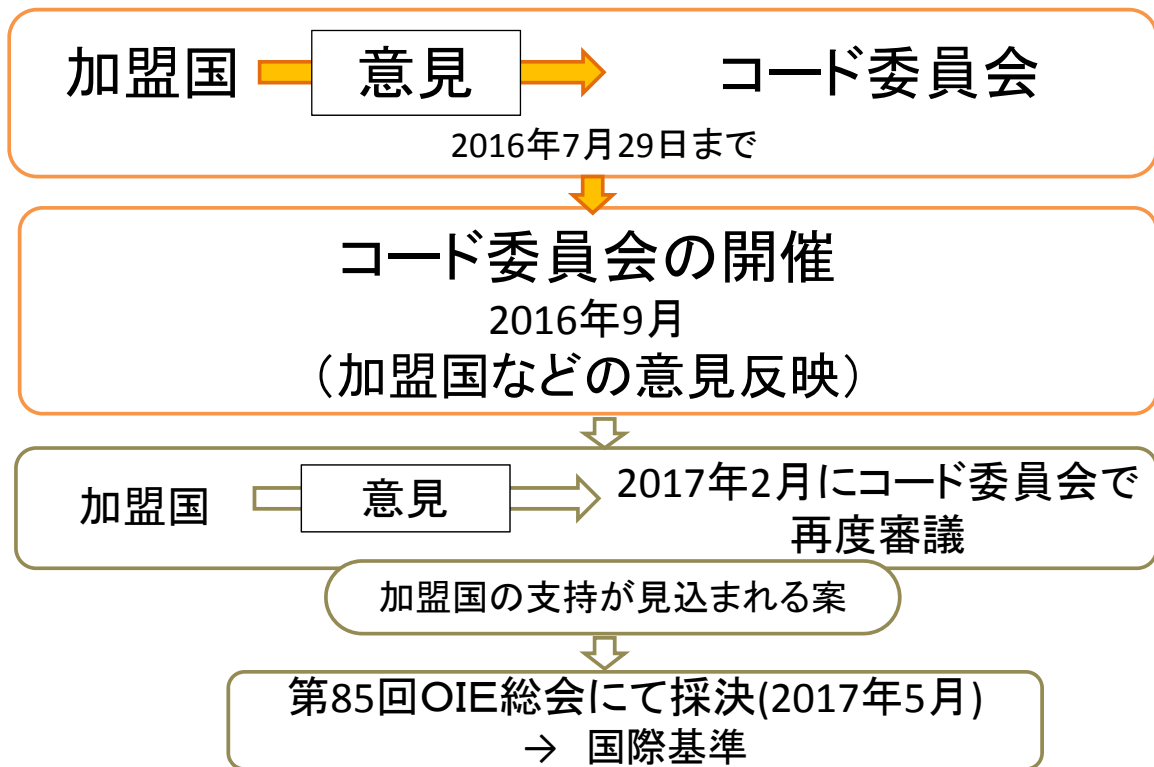 加盟国 意見 コード委員会
2016年7月29日まで
コード委員会の開催
2016年9月
（加盟国などの意見反映）
加盟国 意見 2017年2月にコード委員会で
再度審議
加盟国の支持が見込まれる案
第85回OIE総会にて採決(2017年5月)
→ 国際基準